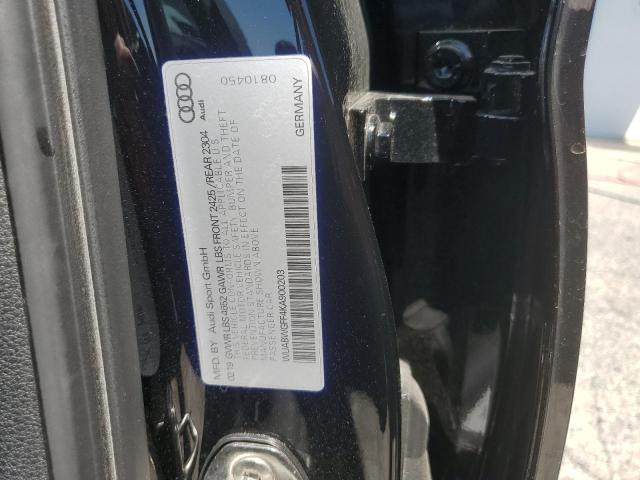 Audi
0810450
MFD. BY Audi Sport GmbH
02/19 GVWR LBS 4652 GAWR LBS FRONT 2425 / REAR 2304
THIS VEHICLE CONFORMS TO ALL APPLICABLE U.S.
FEDERAL MOTOR VEHICLE SAFETY, BUMPER AND THEFT
PREVENTION STANDARDS IN EFFECT ON THE DATE OF
MANUFACTURE SHOWN ABOVE
PASSENGER CAR
WUABWGFF4KA900203
GERMANY